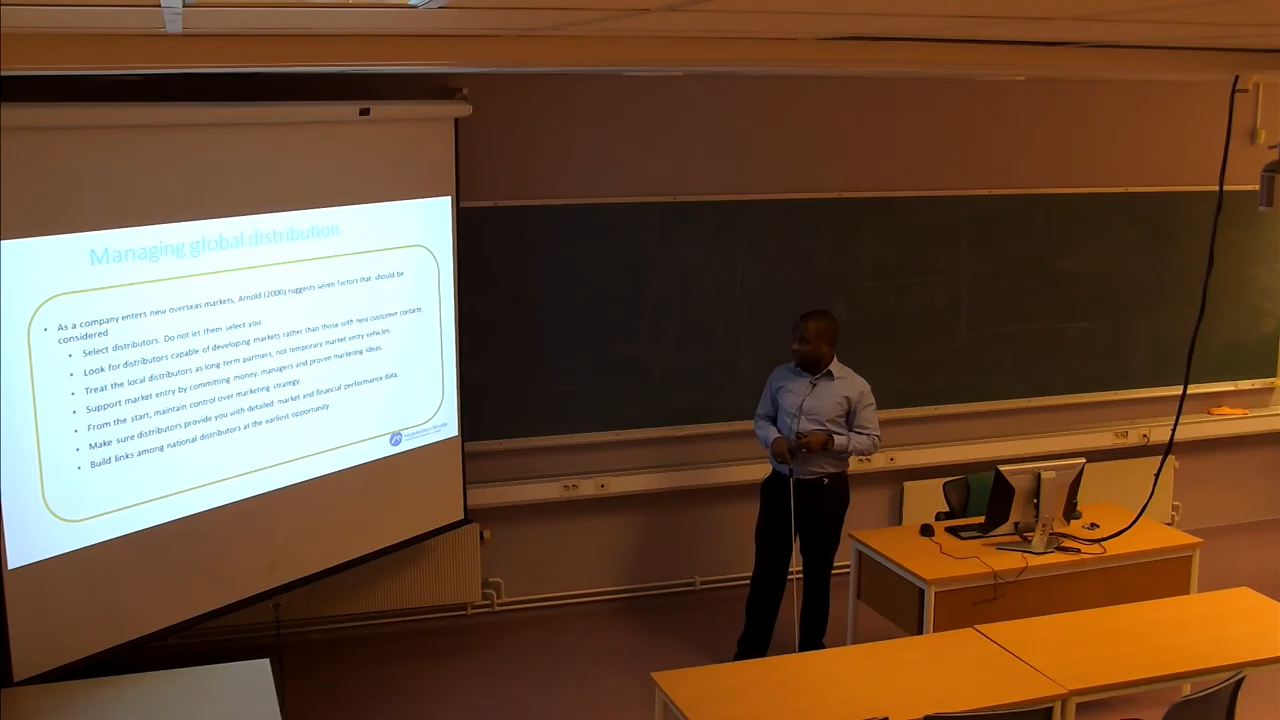 Managing global distribution
• As a company enters new overseas markets, Arnold (2000) suggests seven factors that should be
considered
• Select distributors. Do not let them select you.
• Look for distributors capable of developing markets rather than those with new customer contacts.
• Treat the local distributors as long-term partners, not temporary market entry vehicles.
• Support market entry by committing money, managers and proven marketing ideas.
• From the start, maintain control over marketing strategy.
• Make sure distributors provide you with detailed market and financial performance data.
• Build links among national distributors at the earliest opportunity